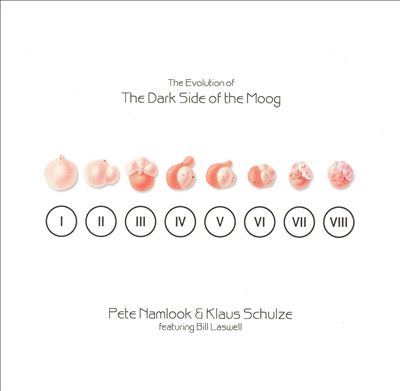 The Evolution of
The Dark Side of the Moog
I II III IV V VI VII VIII
Pete Namlook & Klaus Schulze
featuring Bill Laswell